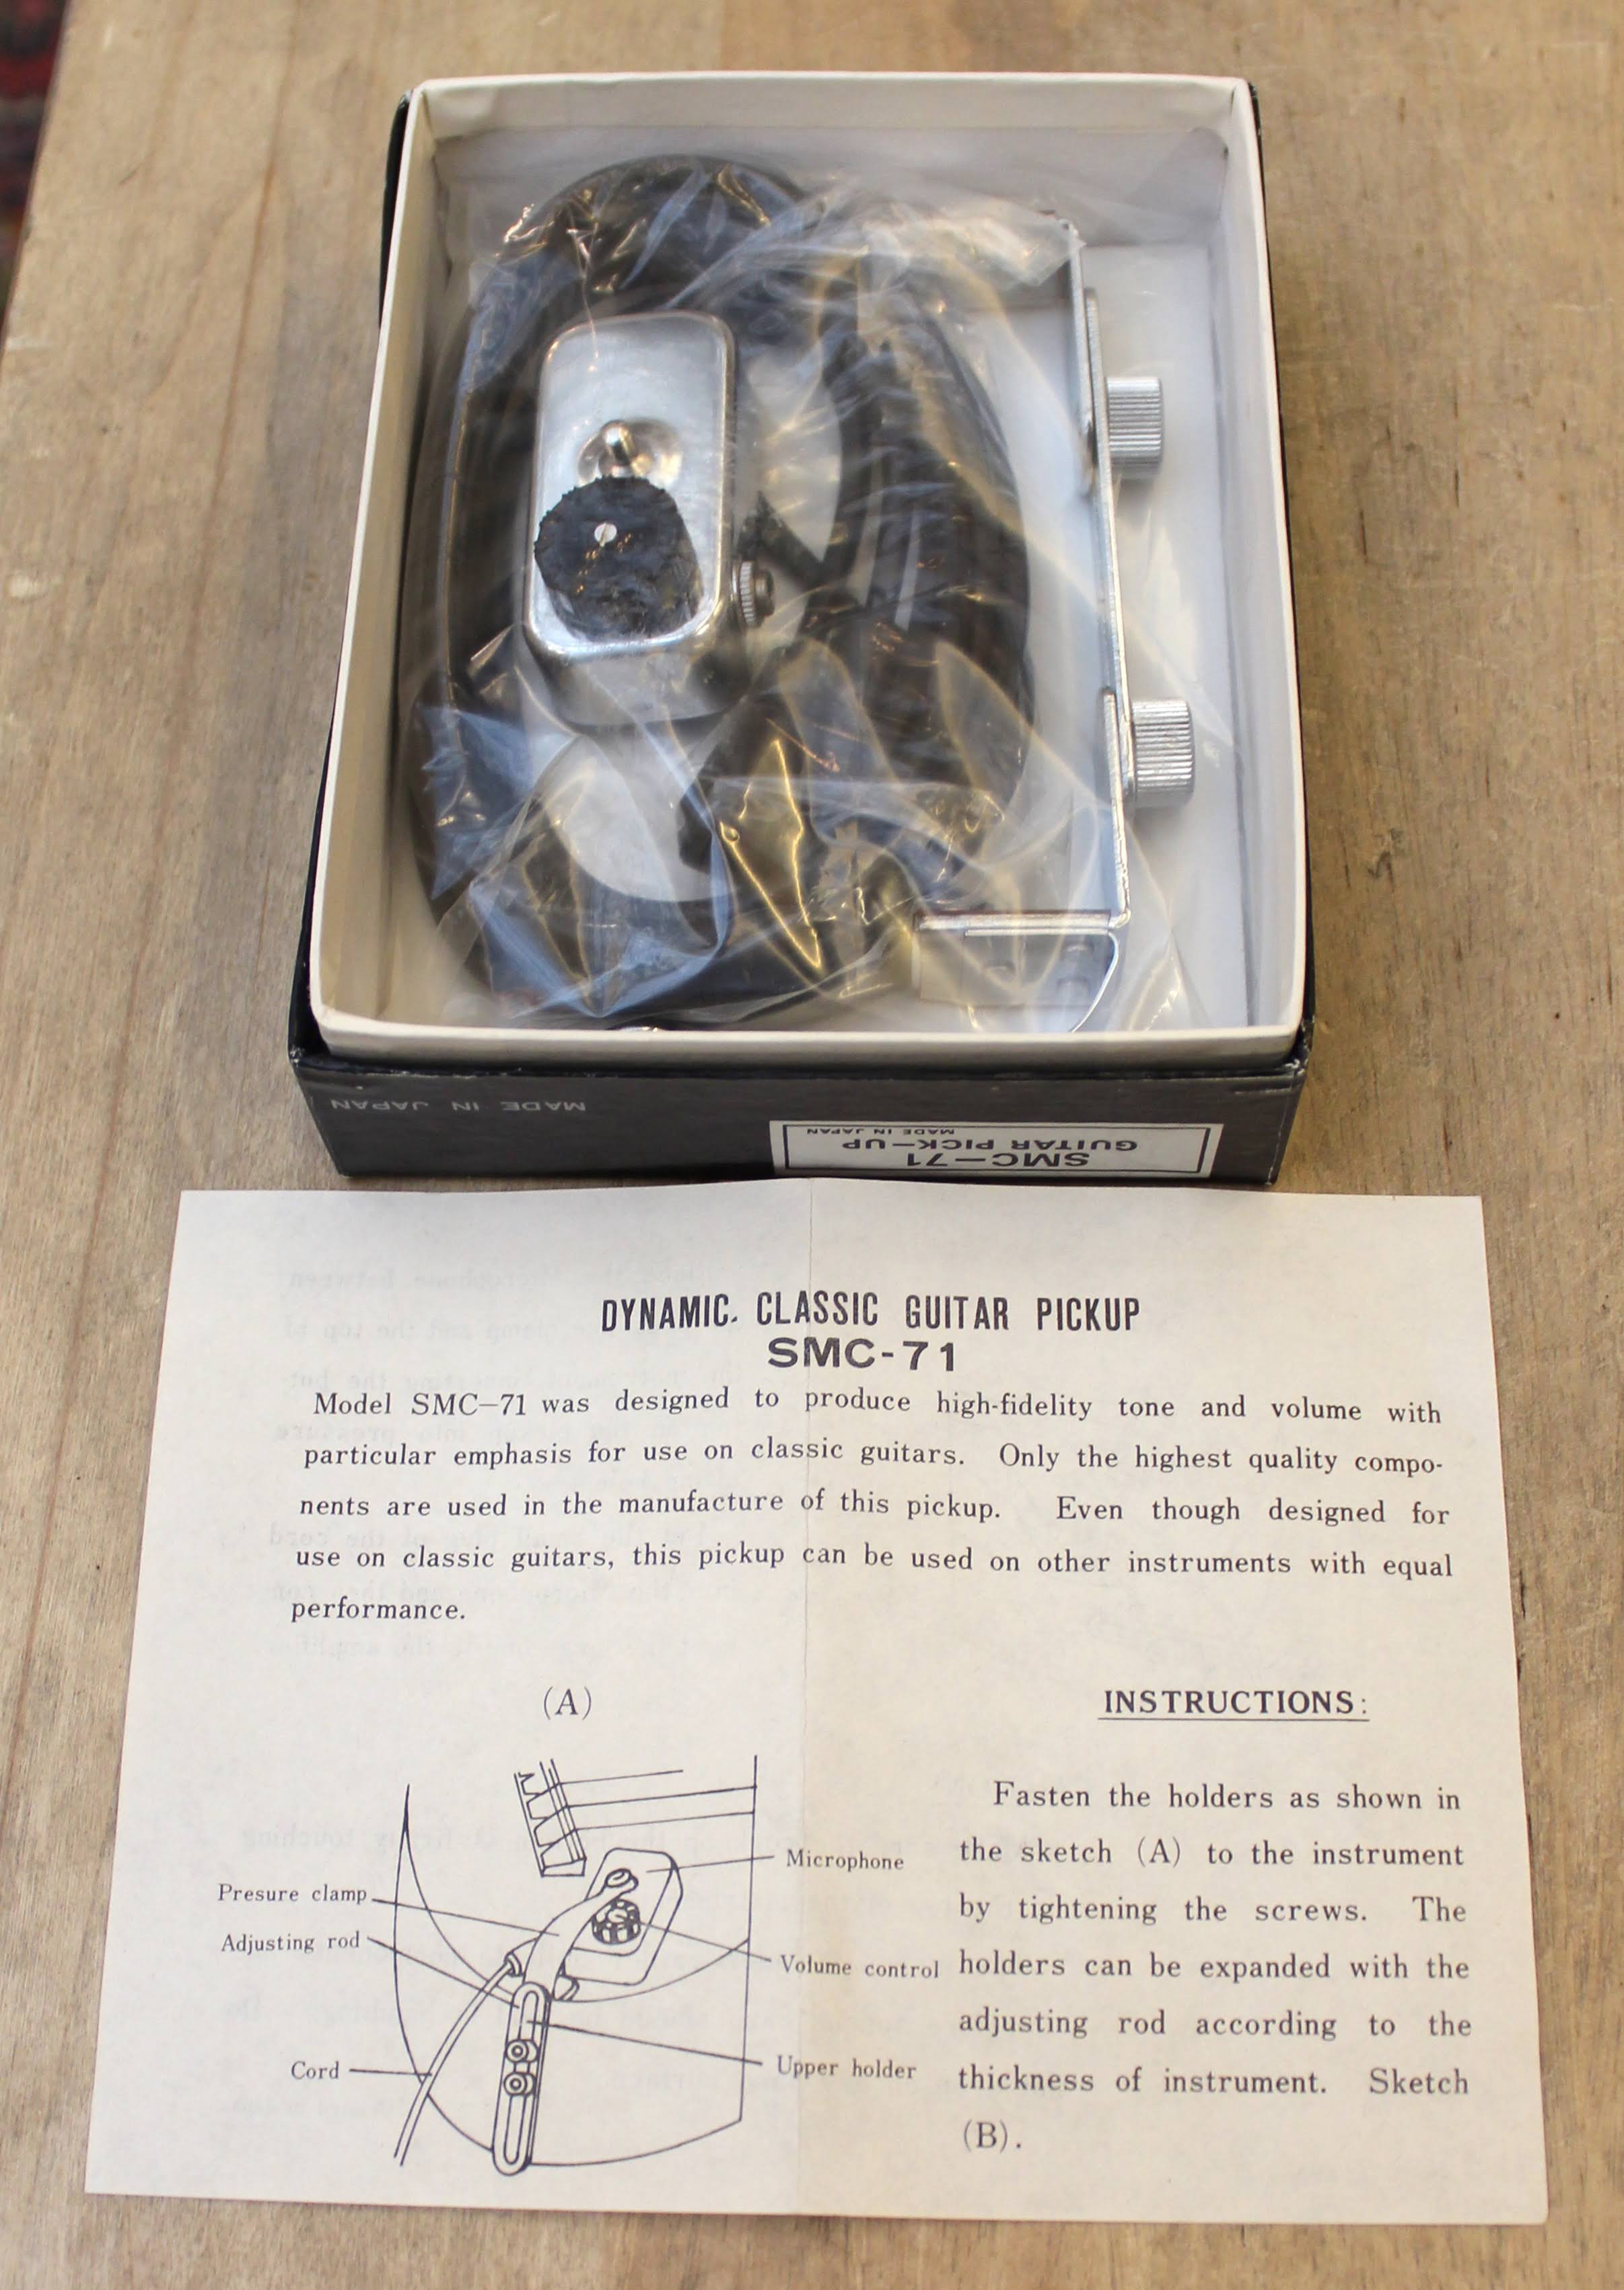 MADE IN JAPAN
SMC-71
GUITAR PICK-UP
MADE IN JAPAN
DYNAMIC. CLASSIC GUITAR PICKUP
SMC-71
Model SMC-71 was designed to produce high-fidelity tone and volume with
particular emphasis for use on classic guitars. Only the highest quality compo-
nents are used in the manufacture of this pickup. Even though designed for
use on classic guitars, this pickup can be used on other instruments with equal
performance.
(A)
Microphone
Presure clamp
Adjusting rod
Volume control
Cord
Upper holder
INSTRUCTIONS:
Fasten the holders as shown in
the sketch (A) to the instrument
by tightening the screws. The
holders can be expanded with the
adjusting rod according to the
thickness of instrument. Sketch
(B).